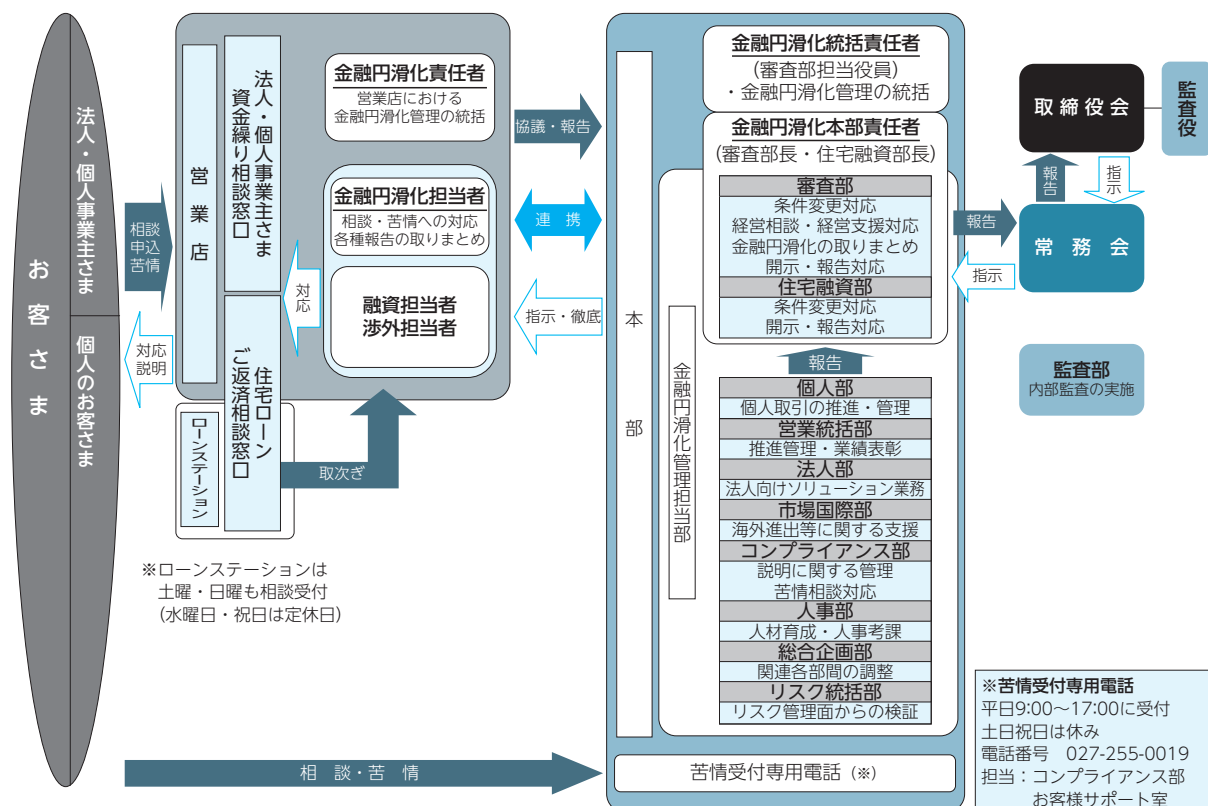 お客さま
法人・個人事業主さま
個人のお客さま
相談
申込
苦情
対応
説明
営業店
法人・個人事業主さま
資金繰り相談窓口
住宅ローン
ご返済相談窓口
ローンステーション
金融円滑化責任者
営業店における
金融円滑化管理の統括
金融円滑化担当者
相談・苦情への対応
各種報告の取りまとめ
対応
融資担当者
渉外担当者
取次ぎ
※ローンステーションは
土曜・日曜も相談受付
(水曜日・祝日は定休日)
協議・報告
連携
指示・徹底
本部
金融円滑化統括責任者
(審査部担当役員)
・金融円滑化管理の統括
金融円滑化本部責任者
(審査部長・住宅融資部長)
金融円滑化管理担当部
審査部
条件変更対応
経営相談・経営支援対応
金融円滑化の取りまとめ
開示・報告対応
住宅融資部
条件変更対応
開示・報告対応
報告
個人部
個人取引の推進・管理
営業統括部
推進管理・業績表彰
法人部
法人向けソリューション業務
市場国際部
海外進出等に関する支援
コンプライアンス部
説明に関する管理
苦情相談対応
人事部
人材育成・人事考課
総合企画部
関連各部間の調整
リスク統括部
リスク管理面からの検証
相談・苦情
苦情受付専用電話(※)
報告
指示
取締役会
監査役
報告
指示
常務会
監査部
内部監査の実施
※苦情受付専用電話
平日9:00～17:00に受付
土日祝日は休み
電話番号 027-255-0019
担当：コンプライアンス部
お客様サポート室